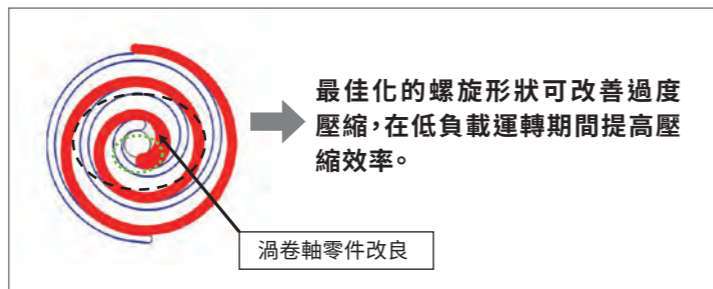 最佳化的螺旋形狀可改善過度
壓縮,在低負載運轉期間提高壓
縮效率。
渦卷軸零件改良